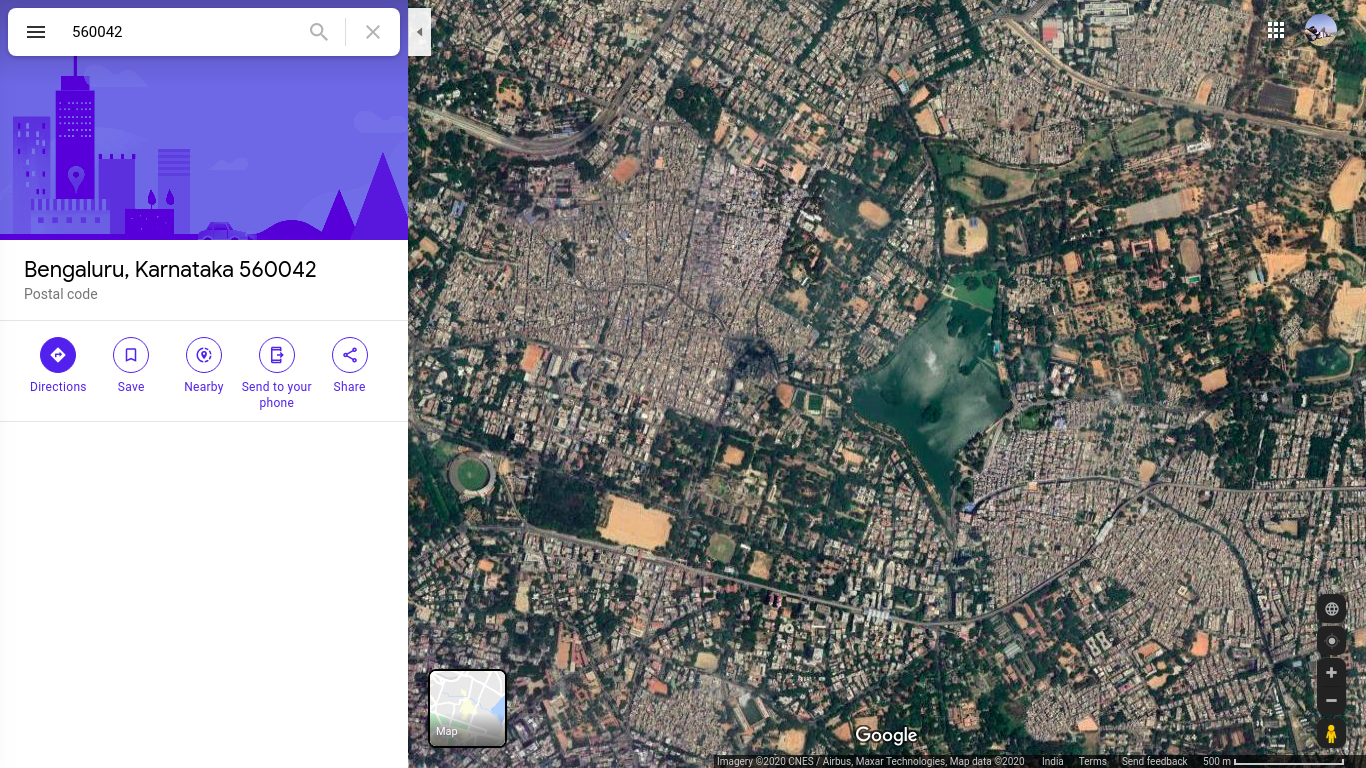 560042
Bengaluru, Karnataka 560042
Postal code
Directions
Save
Nearby
Send to your
phone
Share
Map
Google
Imagery ©2020 CNES / Airbus, Maxar Technologies, Map data ©2020 India Terms Send feedback 500 m